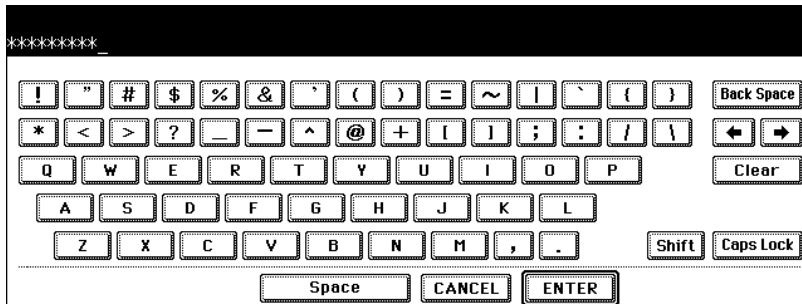 *********_
! " # $ % & ' ( ) = ~ | ` { } Back Space
* < > ? _ - ^ @ + [ ] ; : / \ ← →
Q W E R T Y U I O P Clear
A S D F G H J K L
Z X C V B N M , . Shift Caps Lock
Space CANCEL ENTER